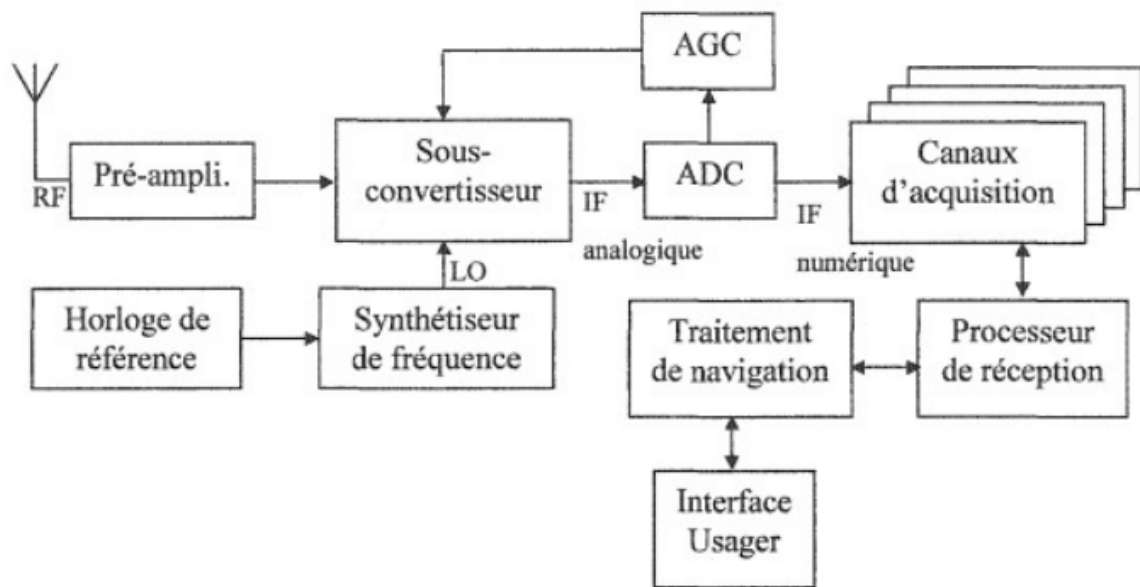 AGC
RF
Pré-ampli.
Sous-
convertisseur
IF
analogique
ADC
IF
numérique
Canaux
d'acquisition
LO
Horloge de
référence
Synthétiseur
de fréquence
Traitement
de navigation
Processeur
de réception
Interface
Usager